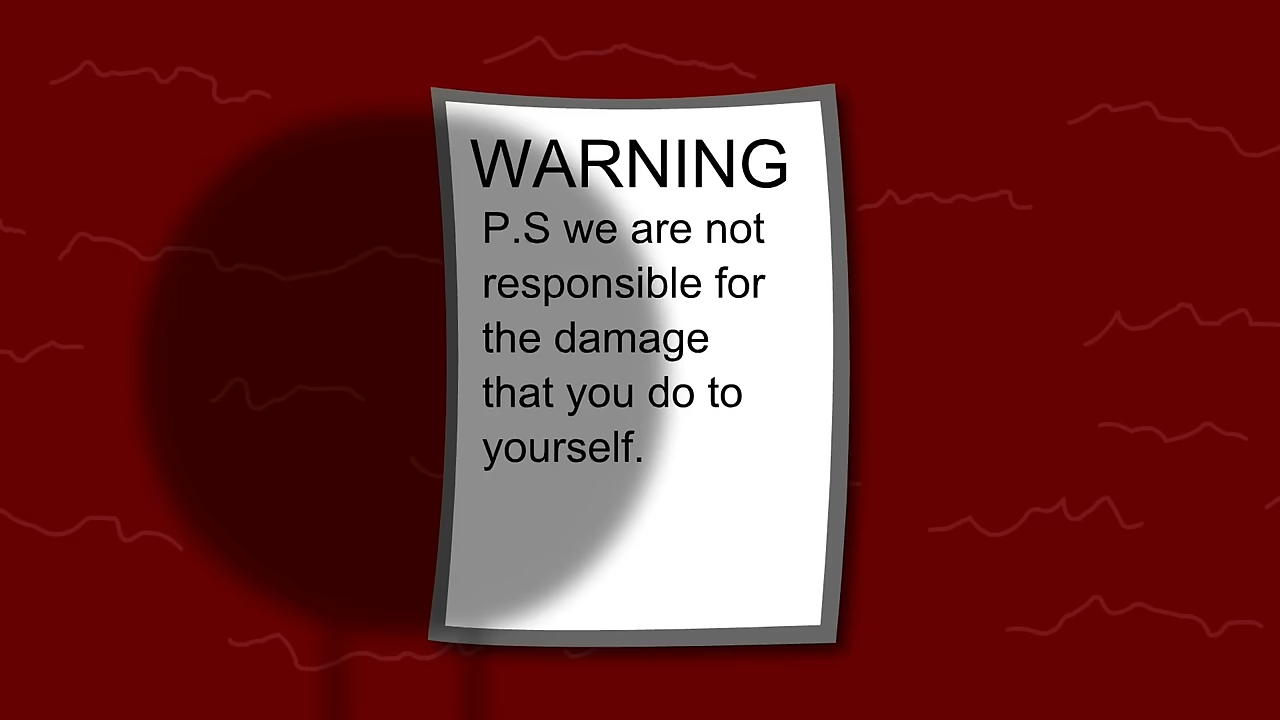 WARNING
P.S we are not
responsible for
the damage
that you do to
yourself.